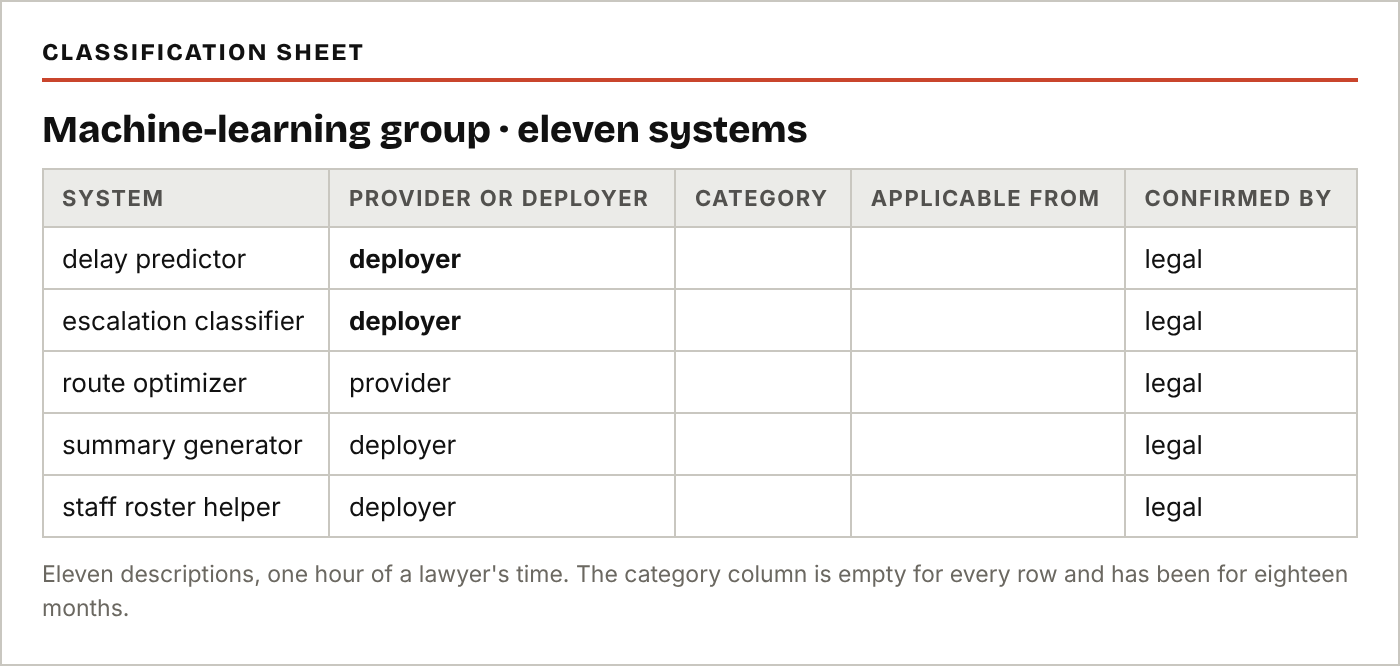 CLASSIFICATION SHEET
Machine-learning group · eleven systems
SYSTEM PROVIDER OR DEPLOYER CATEGORY APPLICABLE FROM CONFIRMED BY
delay predictor deployer legal
escalation classifier deployer legal
route optimizer provider legal
summary generator deployer legal
staff roster helper deployer legal
Eleven descriptions, one hour of a lawyer's time. The category column is empty for every row and has been for eighteen
months.